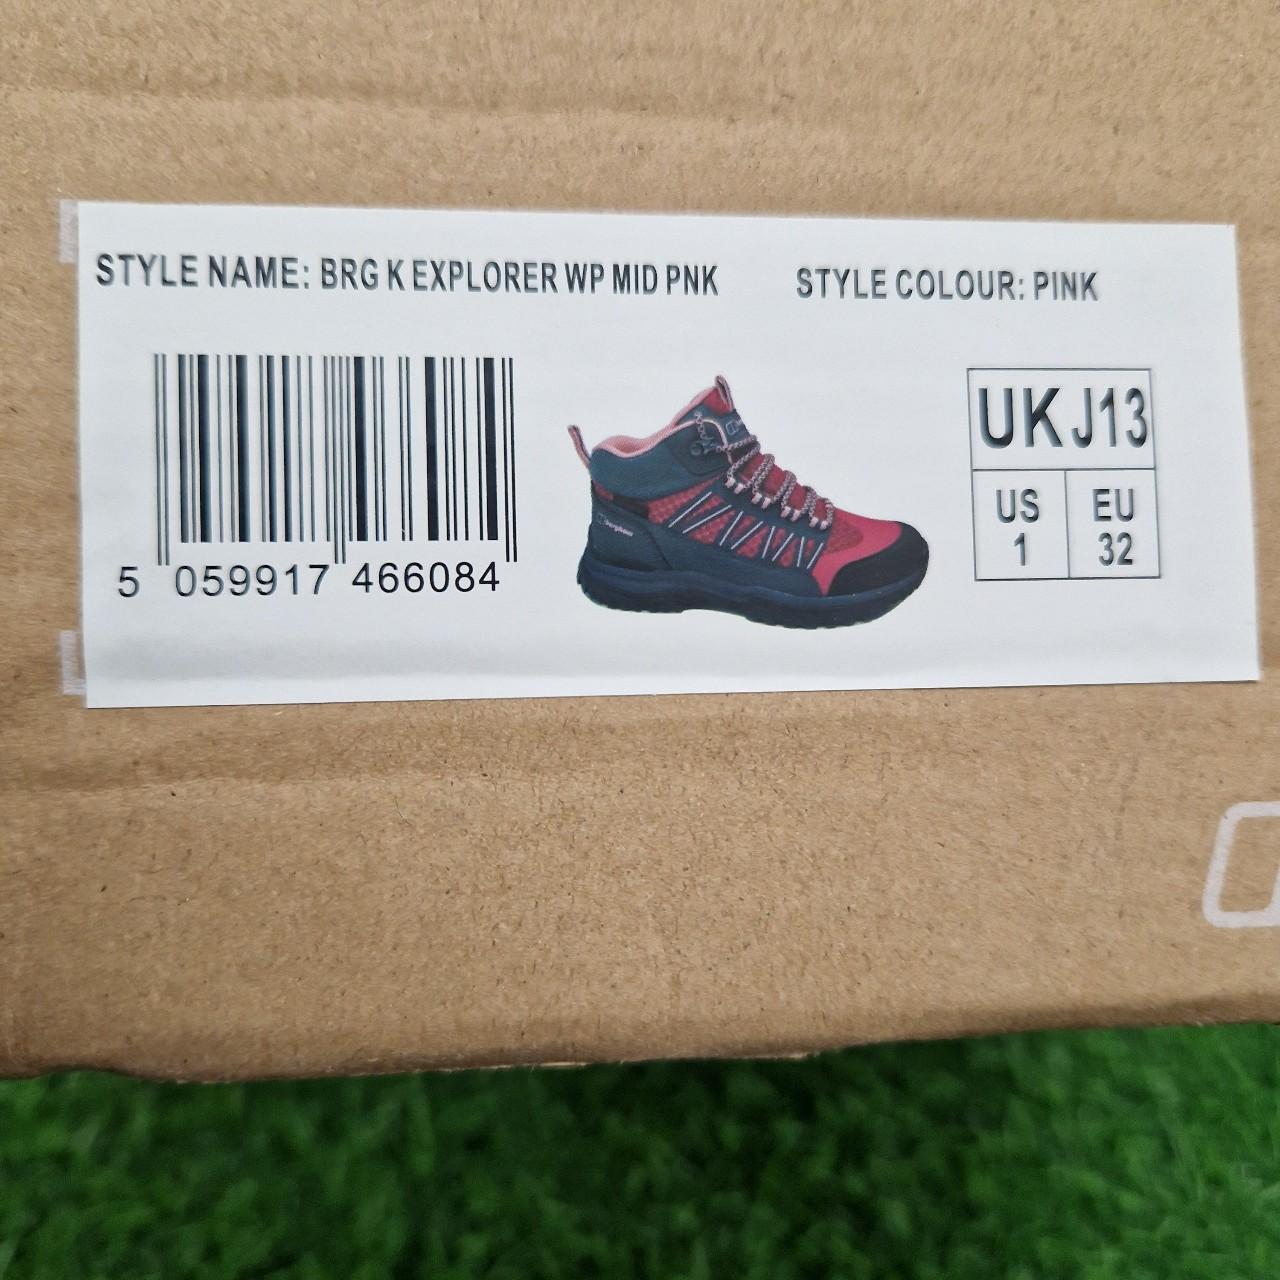 STYLE NAME: BRG K EXPLORER WP MID PNK
STYLE COLOUR: PINK
5 059917 466084
berghaus
UK J13
US
1
EU
32